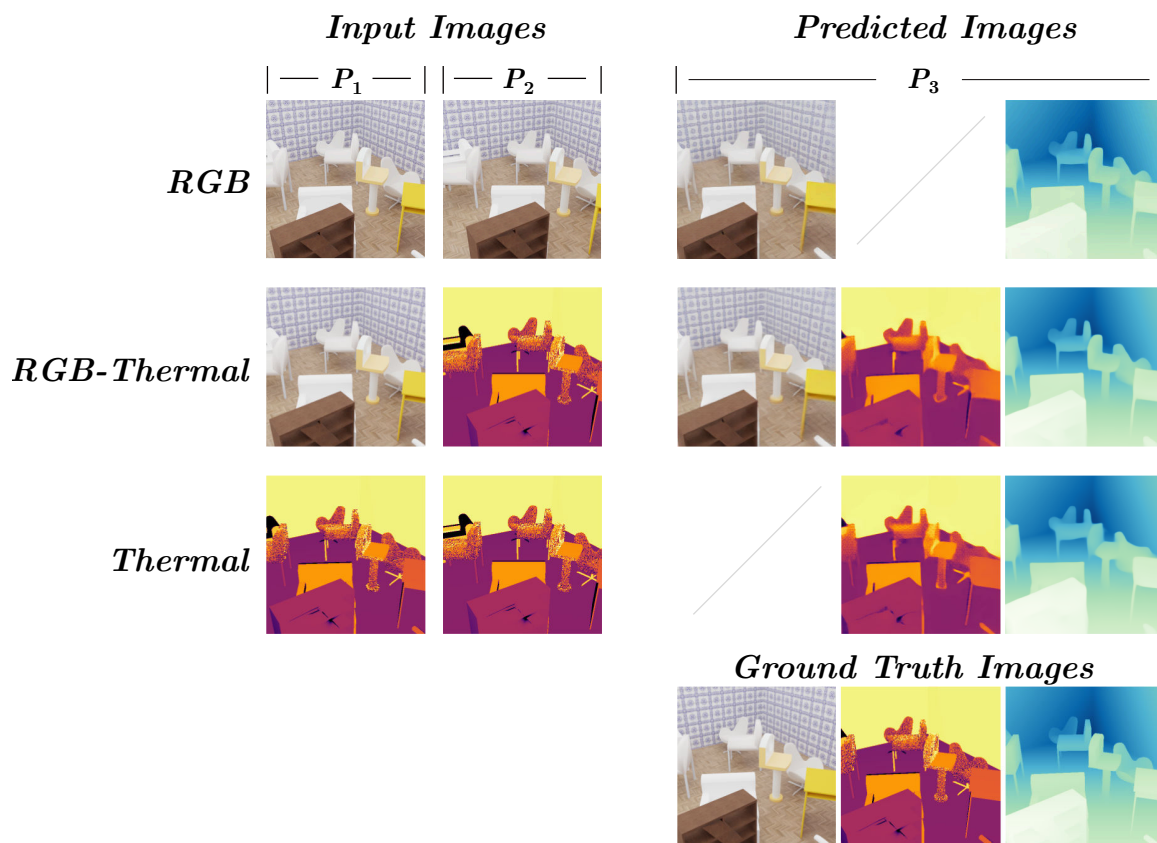 Input Images
Predicted Images
P1
P2
P3
RGB
RGB-Thermal
Thermal
Ground Truth Images